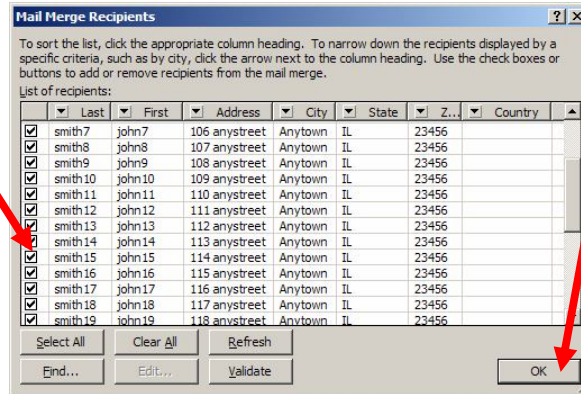 Mail Merge Recipients
To sort the list, click the appropriate column heading. To narrow down the recipients displayed by a
specific criteria, such as by city, click the arrow next to the column heading. Use the check boxes or
buttons to add or remove recipients from the mail merge.
List of recipients:
Last First Address City State Z... Country
smith7 john7 106 anystreet Anytown IL 23456
smith8 john8 107 anystreet Anytown IL 23456
smith9 john9 108 anystreet Anytown IL 23456
smith10 john10 109 anystreet Anytown IL 23456
smith11 john11 110 anystreet Anytown IL 23456
smith12 john12 111 anystreet Anytown IL 23456
smith13 john13 112 anystreet Anytown IL 23456
smith14 john14 113 anystreet Anytown IL 23456
smith15 john15 114 anystreet Anytown IL 23456
smith16 john16 115 anystreet Anytown IL 23456
smith17 john17 116 anystreet Anytown IL 23456
smith18 john18 117 anystreet Anytown IL 23456
smith19 john19 118 anystreet Anytown IL 23456
Select All Clear All Refresh
Find... Edit... Validate OK